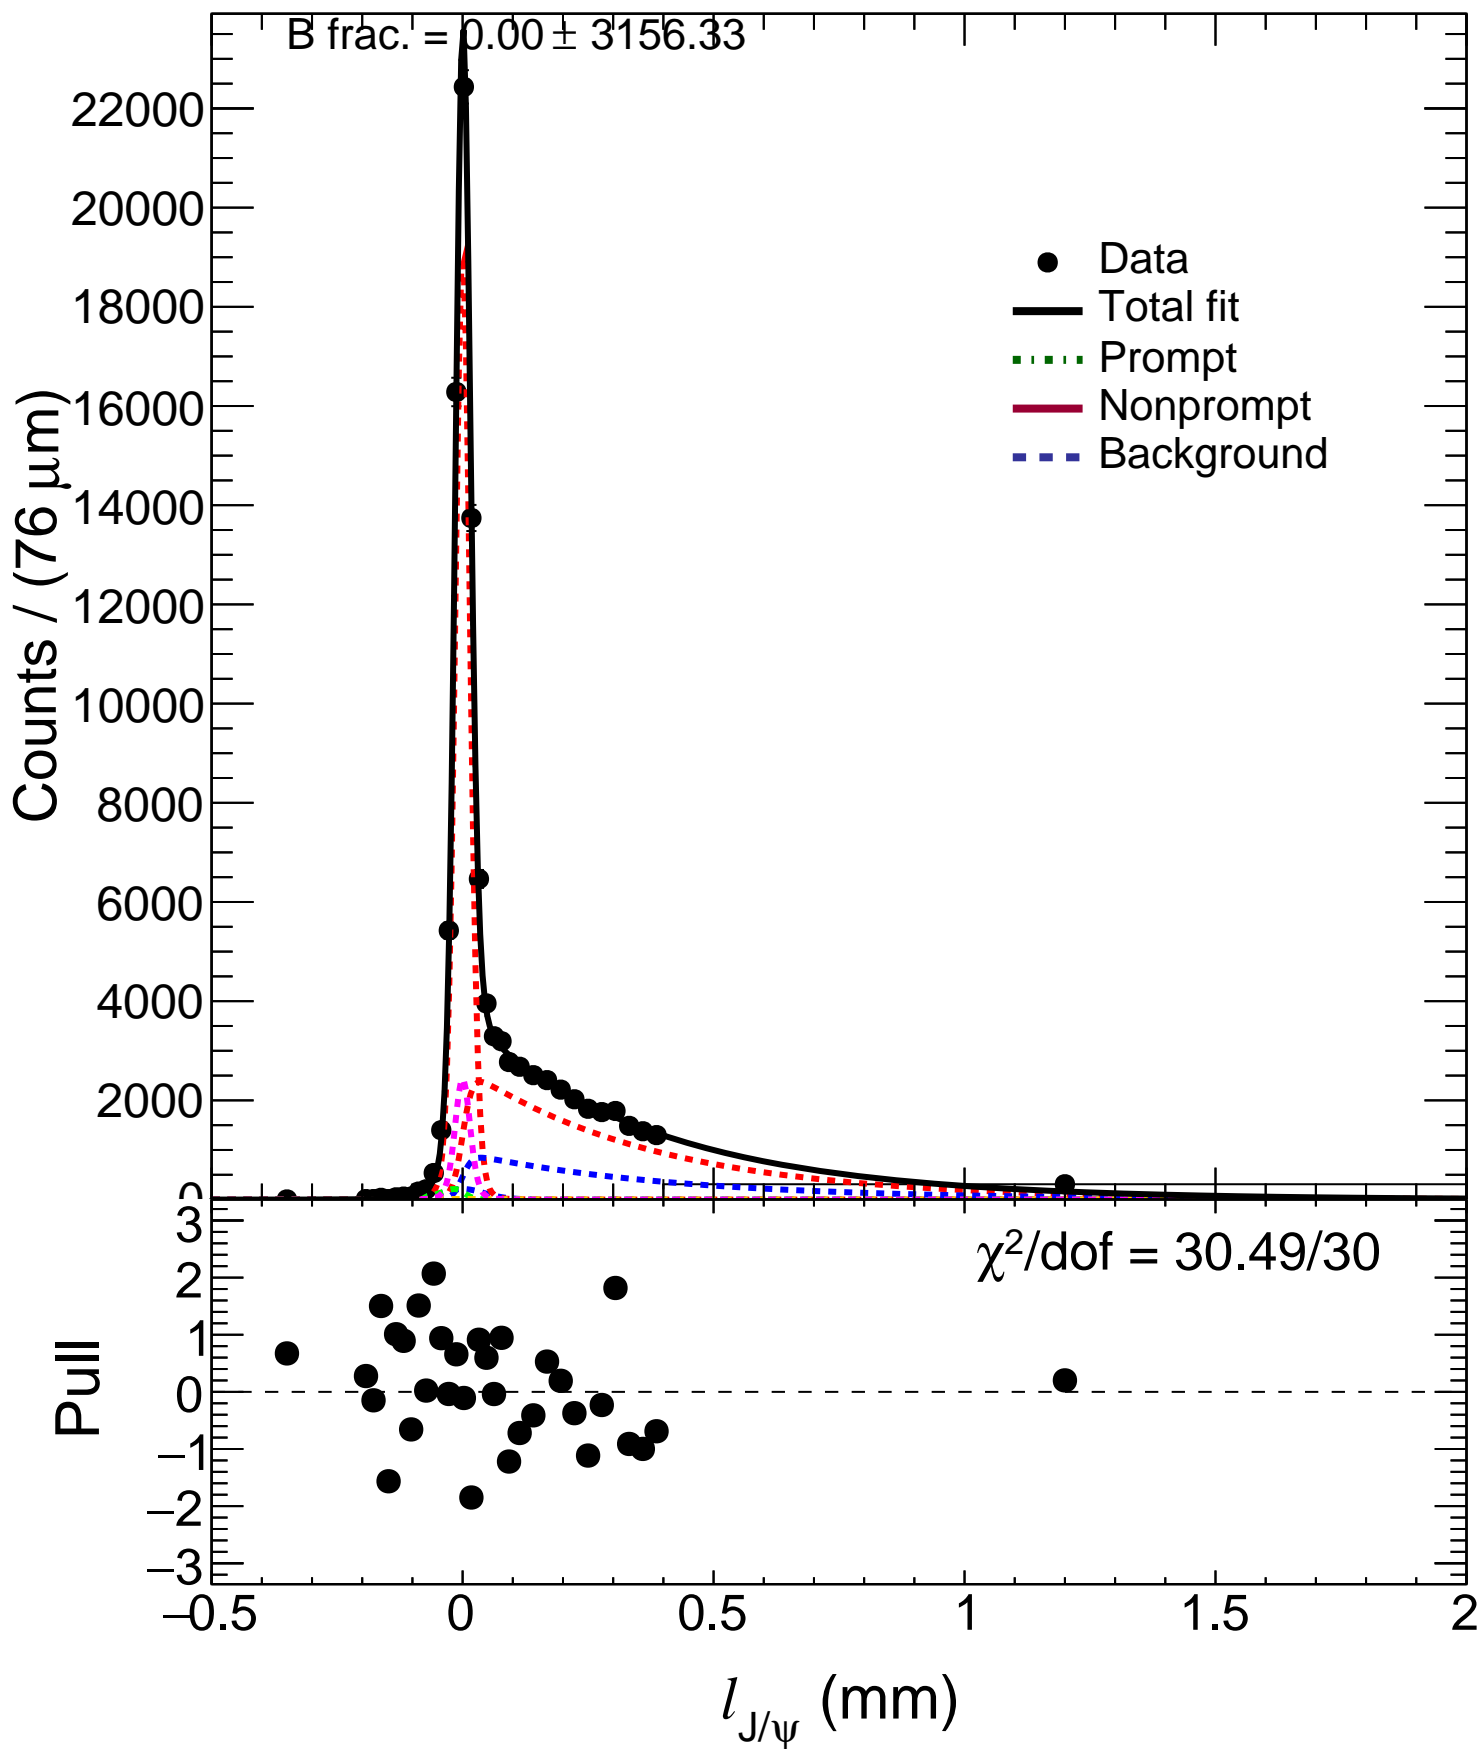 B frac. = 0.00 ± 3156.33
22000
20000
18000
16000
14000
12000
10000
8000
6000
4000
2000
0
Counts / (76 μm)
Data
Total fit
Prompt
Nonprompt
Background
χ²/dof = 30.49/30
3
2
1
0
−1
−2
−3
Pull
−0.5 0 0.5 1 1.5 2
l_J/ψ (mm)